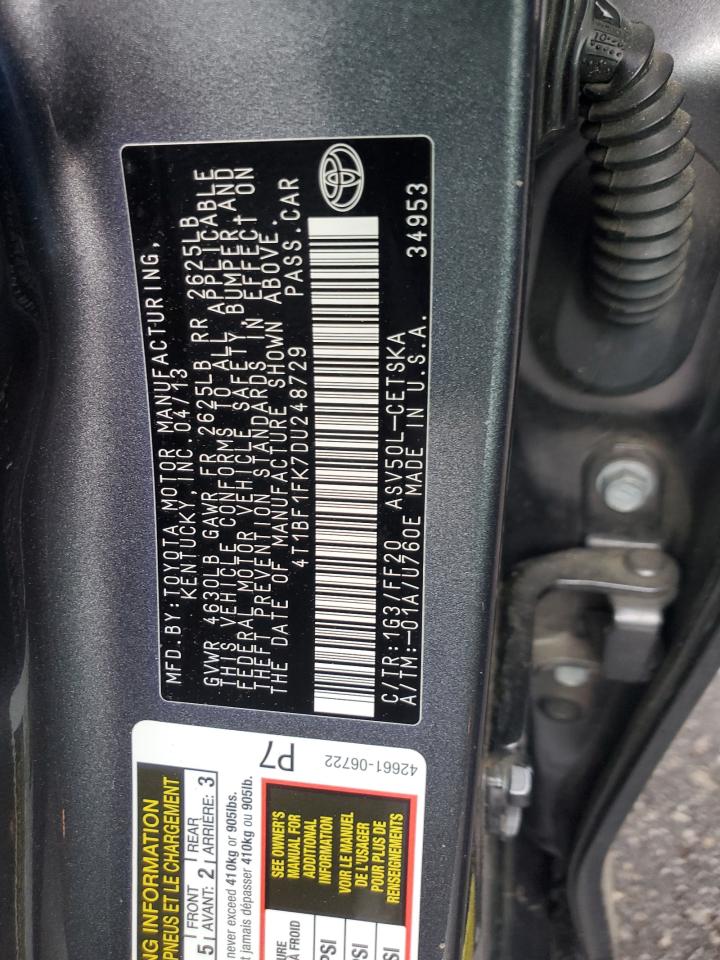 MFD.BY:TOYOTA MOTOR MANUFACTURING,
KENTUCKY, INC. 04/13
GVWR 4630LB GAWR FR 2625LB RR 2625LB
THIS VEHICLE CONFORMS TO ALL APPLICABLE
FEDERAL MOTOR VEHICLE SAFETY, BUMPER, AND
THEFT PREVENTION STANDARDS IN EFFECT ON
THE DATE OF MANUFACTURE SHOWN ABOVE.
4T1BF1FK7DU248729 PASS.CAR
C/TR:1G3/FF20 ASV50L-CETSKA 34953
A/TM:-01A/U760E MADE IN U.S.A.
NG INFORMATION
PNEUS ET LE CHARGEMENT
5 FRONT AVANT: 2 REAR ARRIÈRE: 3
never exceed 410kg or 905lbs.
t jamais dépasser 410kg ou 905lb.
P7
42661-06722
SEE OWNER'S
MANUAL FOR
ADDITIONAL
INFORMATION
VOIR LE MANUEL
DE L'USAGER
POUR PLUS DE
RENSEIGNEMENTS
URE
À FROID
PSI
PSI
SI